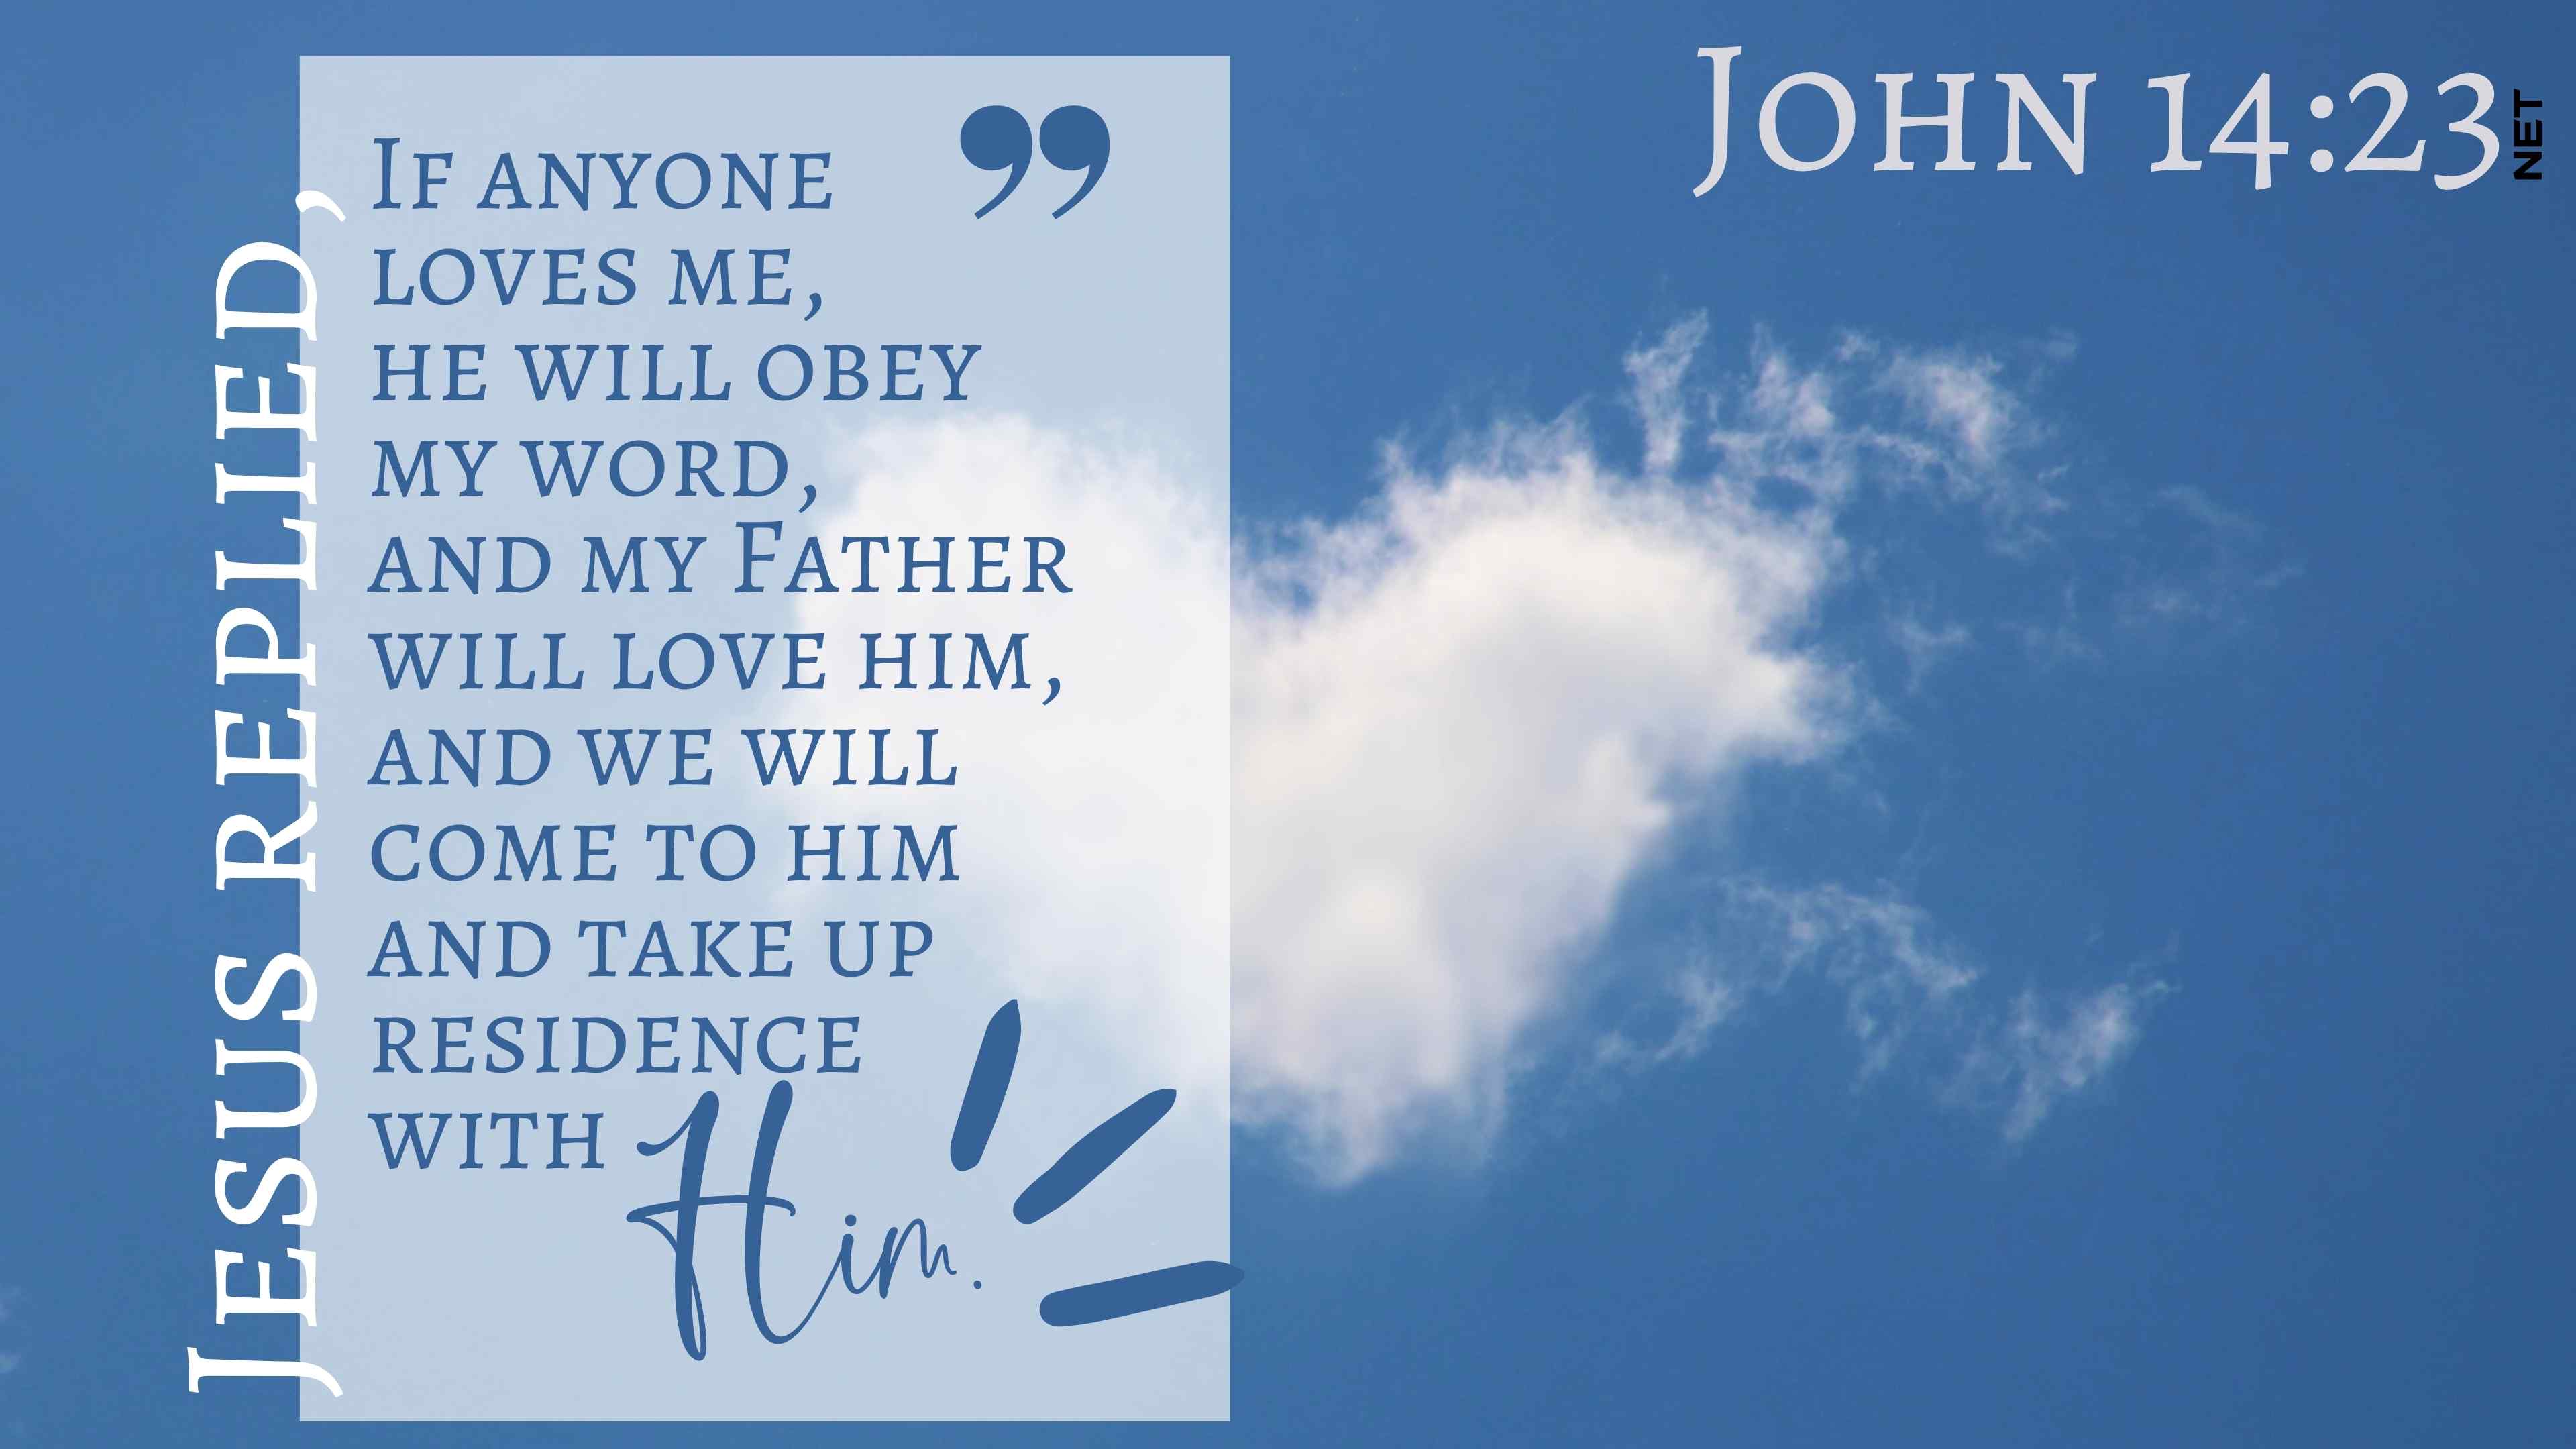 John 14:23
NET
Jesus replied,
”
If anyone
loves me,
he will obey
my word,
and my Father
will love him,
and we will
come to him
and take up
residence
with Him.